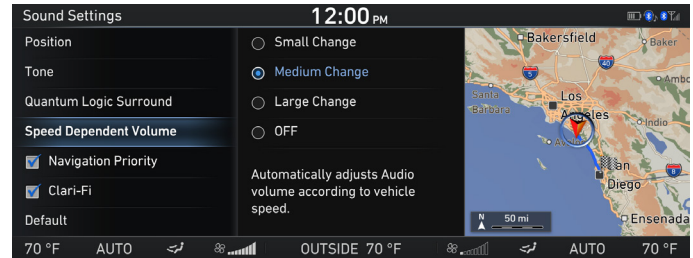 Sound Settings
12:00 PM
Position
Tone
Quantum Logic Surround
Speed Dependent Volume
Navigation Priority
Clari-Fi
Default
Small Change
Medium Change
Large Change
OFF
Automatically adjusts Audio
volume according to vehicle
speed.
Bakersfield
Baker
5
40
Santa
Barbara
Los
Angeles
Indio
San
Diego
8
Ensenada
N
50 mi
70 °F
AUTO
OUTSIDE 70 °F
AUTO
70 °F